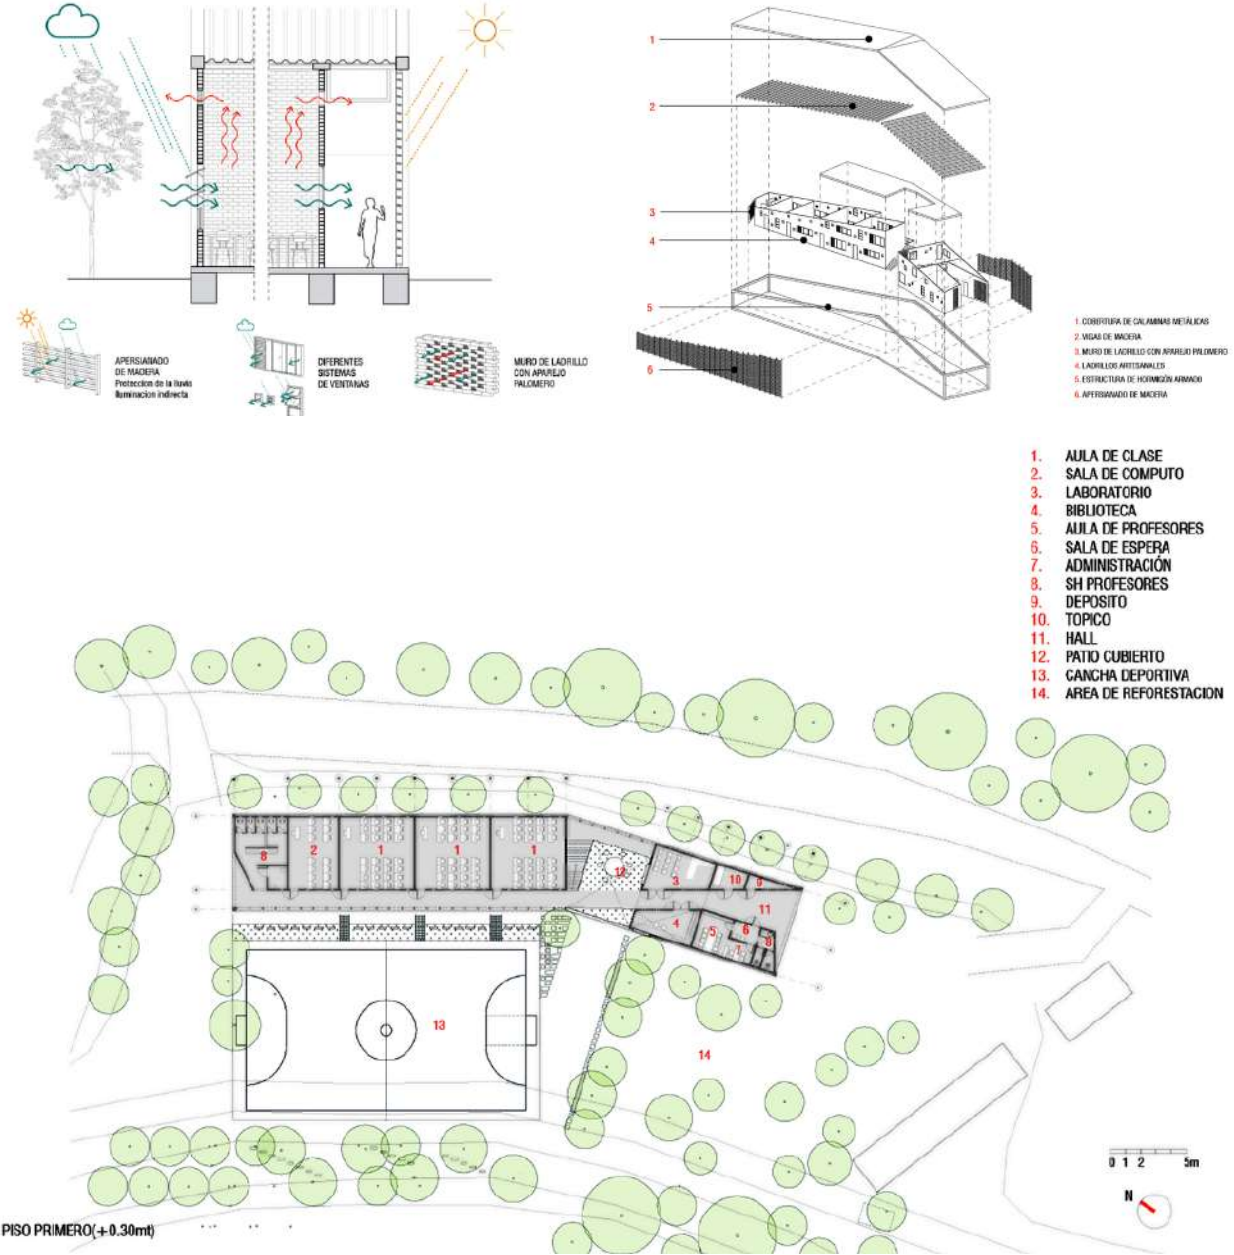 1
2
3
4
5
6
APERSIANADO
DE MADERA
Proteccion de la lluvia
Iluminacion indirecta
DIFERENTES
SISTEMAS
DE VENTANAS
MURO DE LADRILLO
CON APAREJO
PALOMERO
1. COBERTURA DE CALAMINAS METÁLICAS
2. VIGAS DE MADERA
3. MURO DE LADRILLO CON APAREJO PALOMERO
4. LADRILLOS ARTESANALES
5. ESTRUCTURA DE HORMIGÓN ARMADO
6. APERSIANADO DE MADERA
1. AULA DE CLASE
2. SALA DE COMPUTO
3. LABORATORIO
4. BIBLIOTECA
5. AULA DE PROFESORES
6. SALA DE ESPERA
7. ADMINISTRACIÓN
8. SH PROFESORES
9. DEPOSITO
10. TOPICO
11. HALL
12. PATIO CUBIERTO
13. CANCHA DEPORTIVA
14. AREA DE REFORESTACION
8 2 1 1 1 12 3 10 9
11
4 5 6 8
7
13
14
0 1 2 5m
N
PISO PRIMERO(+0.30mt)